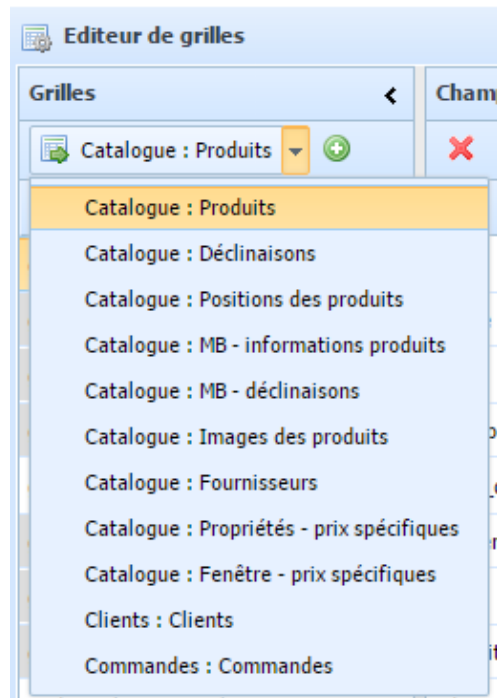 Editeur de grilles
Grilles
Catalogue : Produits
Catalogue : Produits
Catalogue : Déclinaisons
Catalogue : Positions des produits
Catalogue : MB - informations produits
Catalogue : MB - déclinaisons
Catalogue : Images des produits
Catalogue : Fournisseurs
Catalogue : Propriétés - prix spécifiques
Catalogue : Fenêtre - prix spécifiques
Clients : Clients
Commandes : Commandes